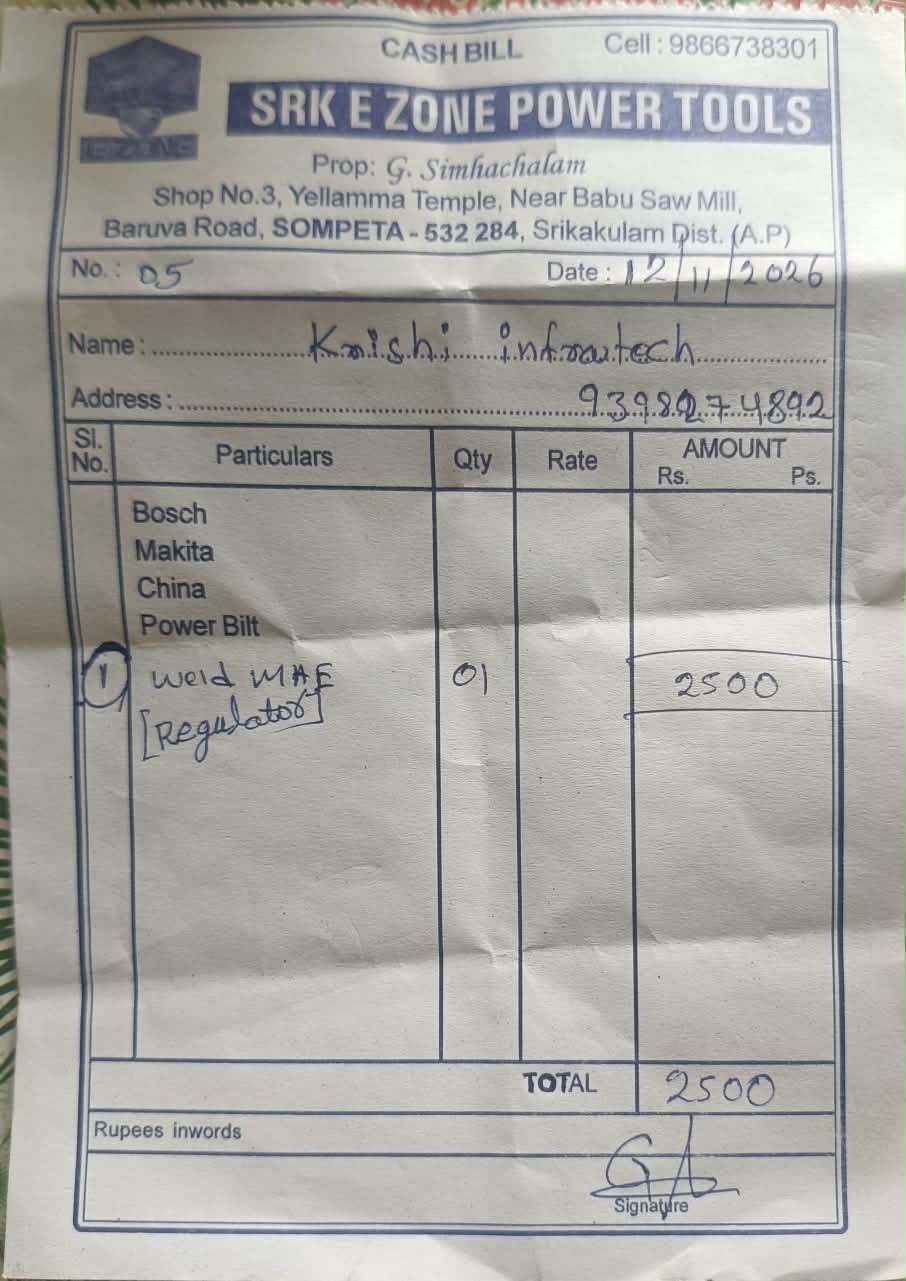 CASH BILL Cell : 9866738301
SRK E ZONE POWER TOOLS
E-ZONE
Prop: G. Simhachalam
Shop No.3, Yellamma Temple, Near Babu Saw Mill,
Baruva Road, SOMPETA - 532 284, Srikakulam Dist. (A.P)
No. : 05 Date : 12/11/2026
Name : Krishi infratech
Address : 9398274892
Sl. No. Particulars Qty Rate AMOUNT Rs. Ps.
Bosch
Makita
China
Power Bilt
1 Weld 01 2500
[Regulator]
TOTAL 2500
Rupees inwords
Signature